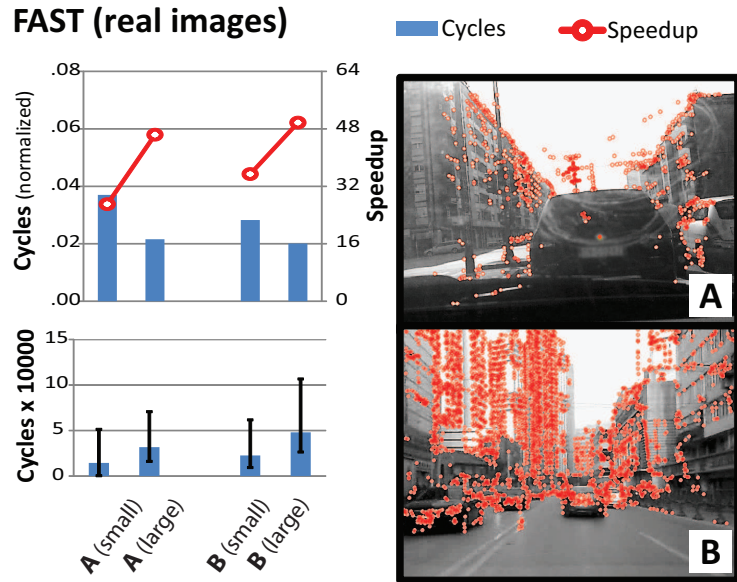 FAST (real images)
Cycles
Speedup
.08
.06
.04
.02
.00
Cycles (normalized)
64
48
32
16
0
Speedup
15
10
5
0
Cycles x 10000
A (small)
A (large)
B (small)
B (large)
A
B